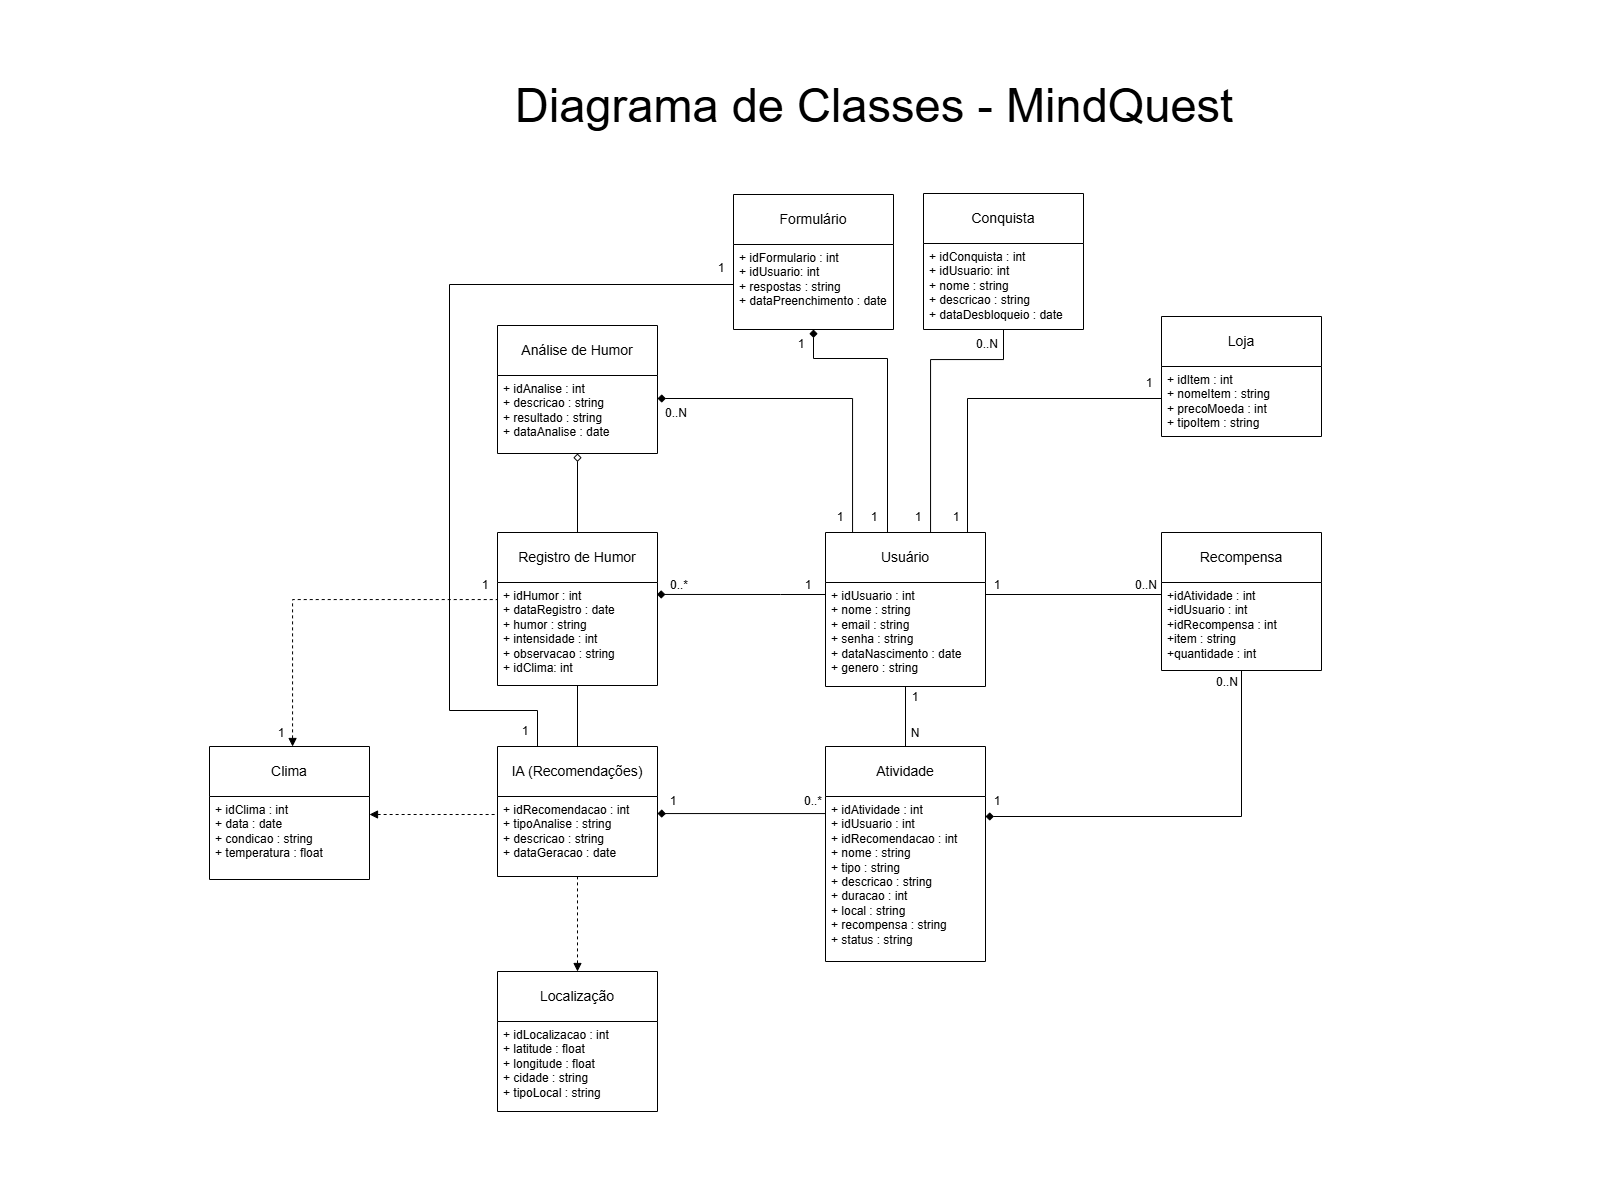 Diagrama de Classes - MindQuest
Formulário
+ idFormulario : int
+ idUsuario: int
+ respostas : string
+ dataPreenchimento : date
1
1
Conquista
+ idConquista : int
+ idUsuario: int
+ nome : string
+ descricao : string
+ dataDesbloqueio : date
0..N
Loja
+ idItem : int
+ nomeItem : string
+ precoMoeda : int
+ tipoItem : string
1
Análise de Humor
+ idAnalise : int
+ descricao : string
+ resultado : string
+ dataAnalise : date
0..N
1
1
1
1
Registro de Humor
+ idHumor : int
+ dataRegistro : date
+ humor : string
+ intensidade : int
+ observacao : string
+ idClima: int
1
0..*
1
Usuário
+ idUsuario : int
+ nome : string
+ email : string
+ senha : string
+ dataNascimento : date
+ genero : string
1
0..N
Recompensa
+idAtividade : int
+idUsuario : int
+idRecompensa : int
+item : string
+quantidade : int
0..N
1
N
1
1
Clima
+ idClima : int
+ data : date
+ condicao : string
+ temperatura : float
IA (Recomendações)
+ idRecomendacao : int
+ tipoAnalise : string
+ descricao : string
+ dataGeracao : date
1
0..*
Atividade
+ idAtividade : int
+ idUsuario : int
+ idRecomendacao : int
+ nome : string
+ tipo : string
+ descricao : string
+ duracao : int
+ local : string
+ recompensa : string
+ status : string
1
Localização
+ idLocalizacao : int
+ latitude : float
+ longitude : float
+ cidade : string
+ tipoLocal : string